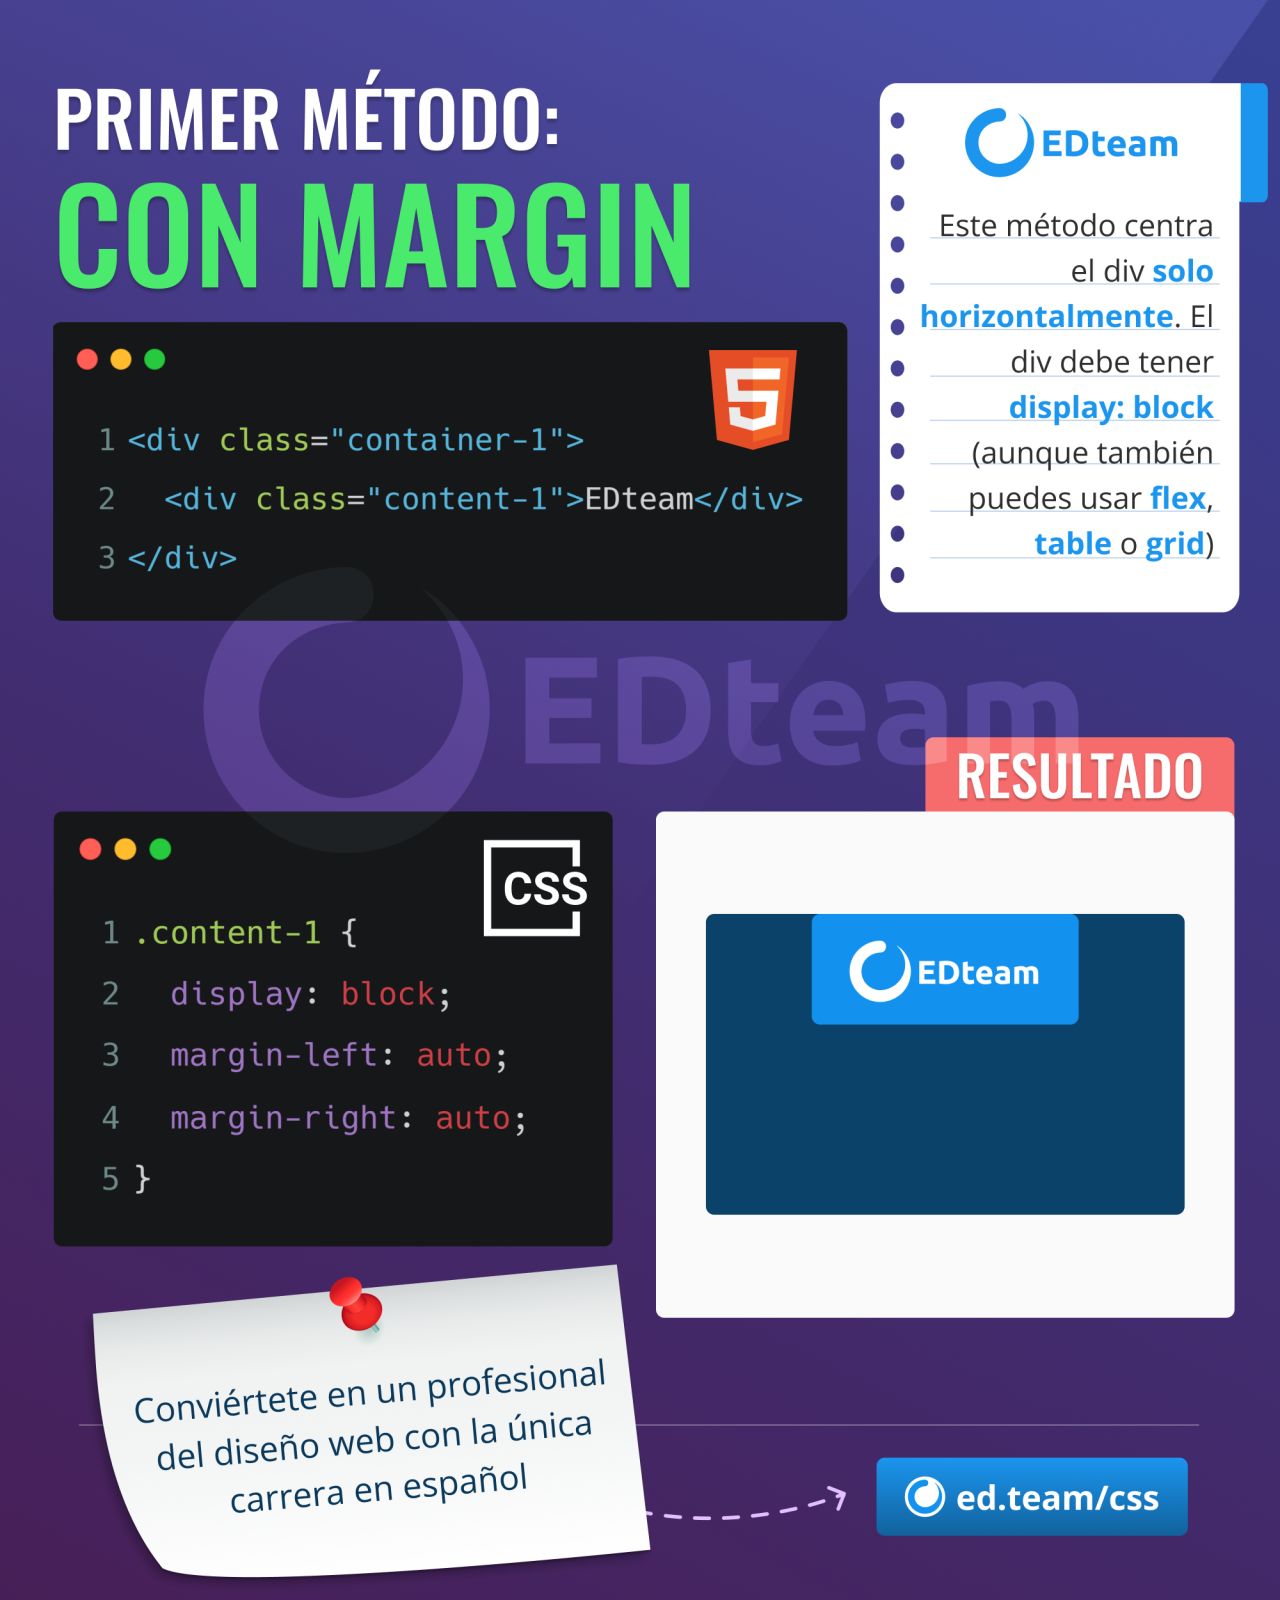 PRIMER MÉTODO:
CON MARGIN
1 <div class="container-1">
2   <div class="content-1">EDteam</div>
3 </div>
EDteam
Este método centra
el div solo
horizontalmente. El
div debe tener
display: block
(aunque también
puedes usar flex,
table o grid)
EDteam
CSS
1 .content-1 {
2   display: block;
3   margin-left: auto;
4   margin-right: auto;
5 }
RESULTADO
EDteam
Conviértete en un profesional
del diseño web con la única
carrera en español
ed.team/css